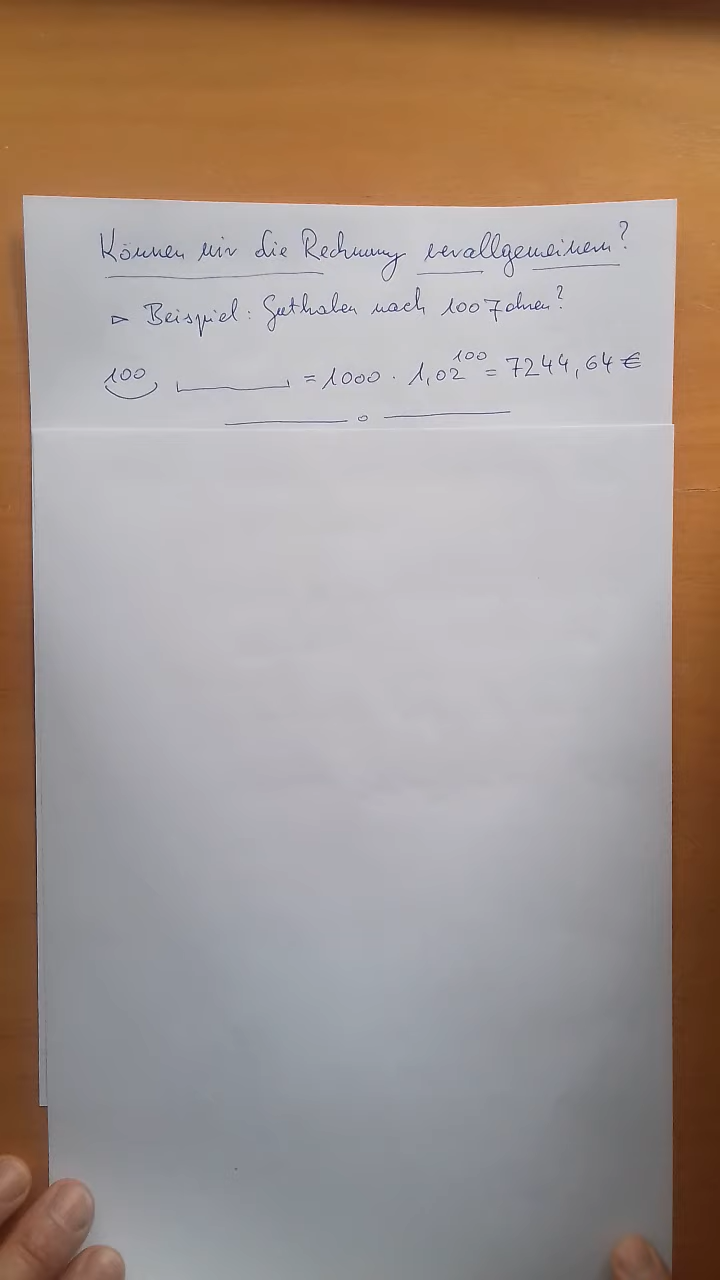 Können wir die Rechnung verallgemeinern?
▷ Beispiel: Guthaben nach 100 Jahren?
100 = 1000 · 1,02^100 = 7244,64 €